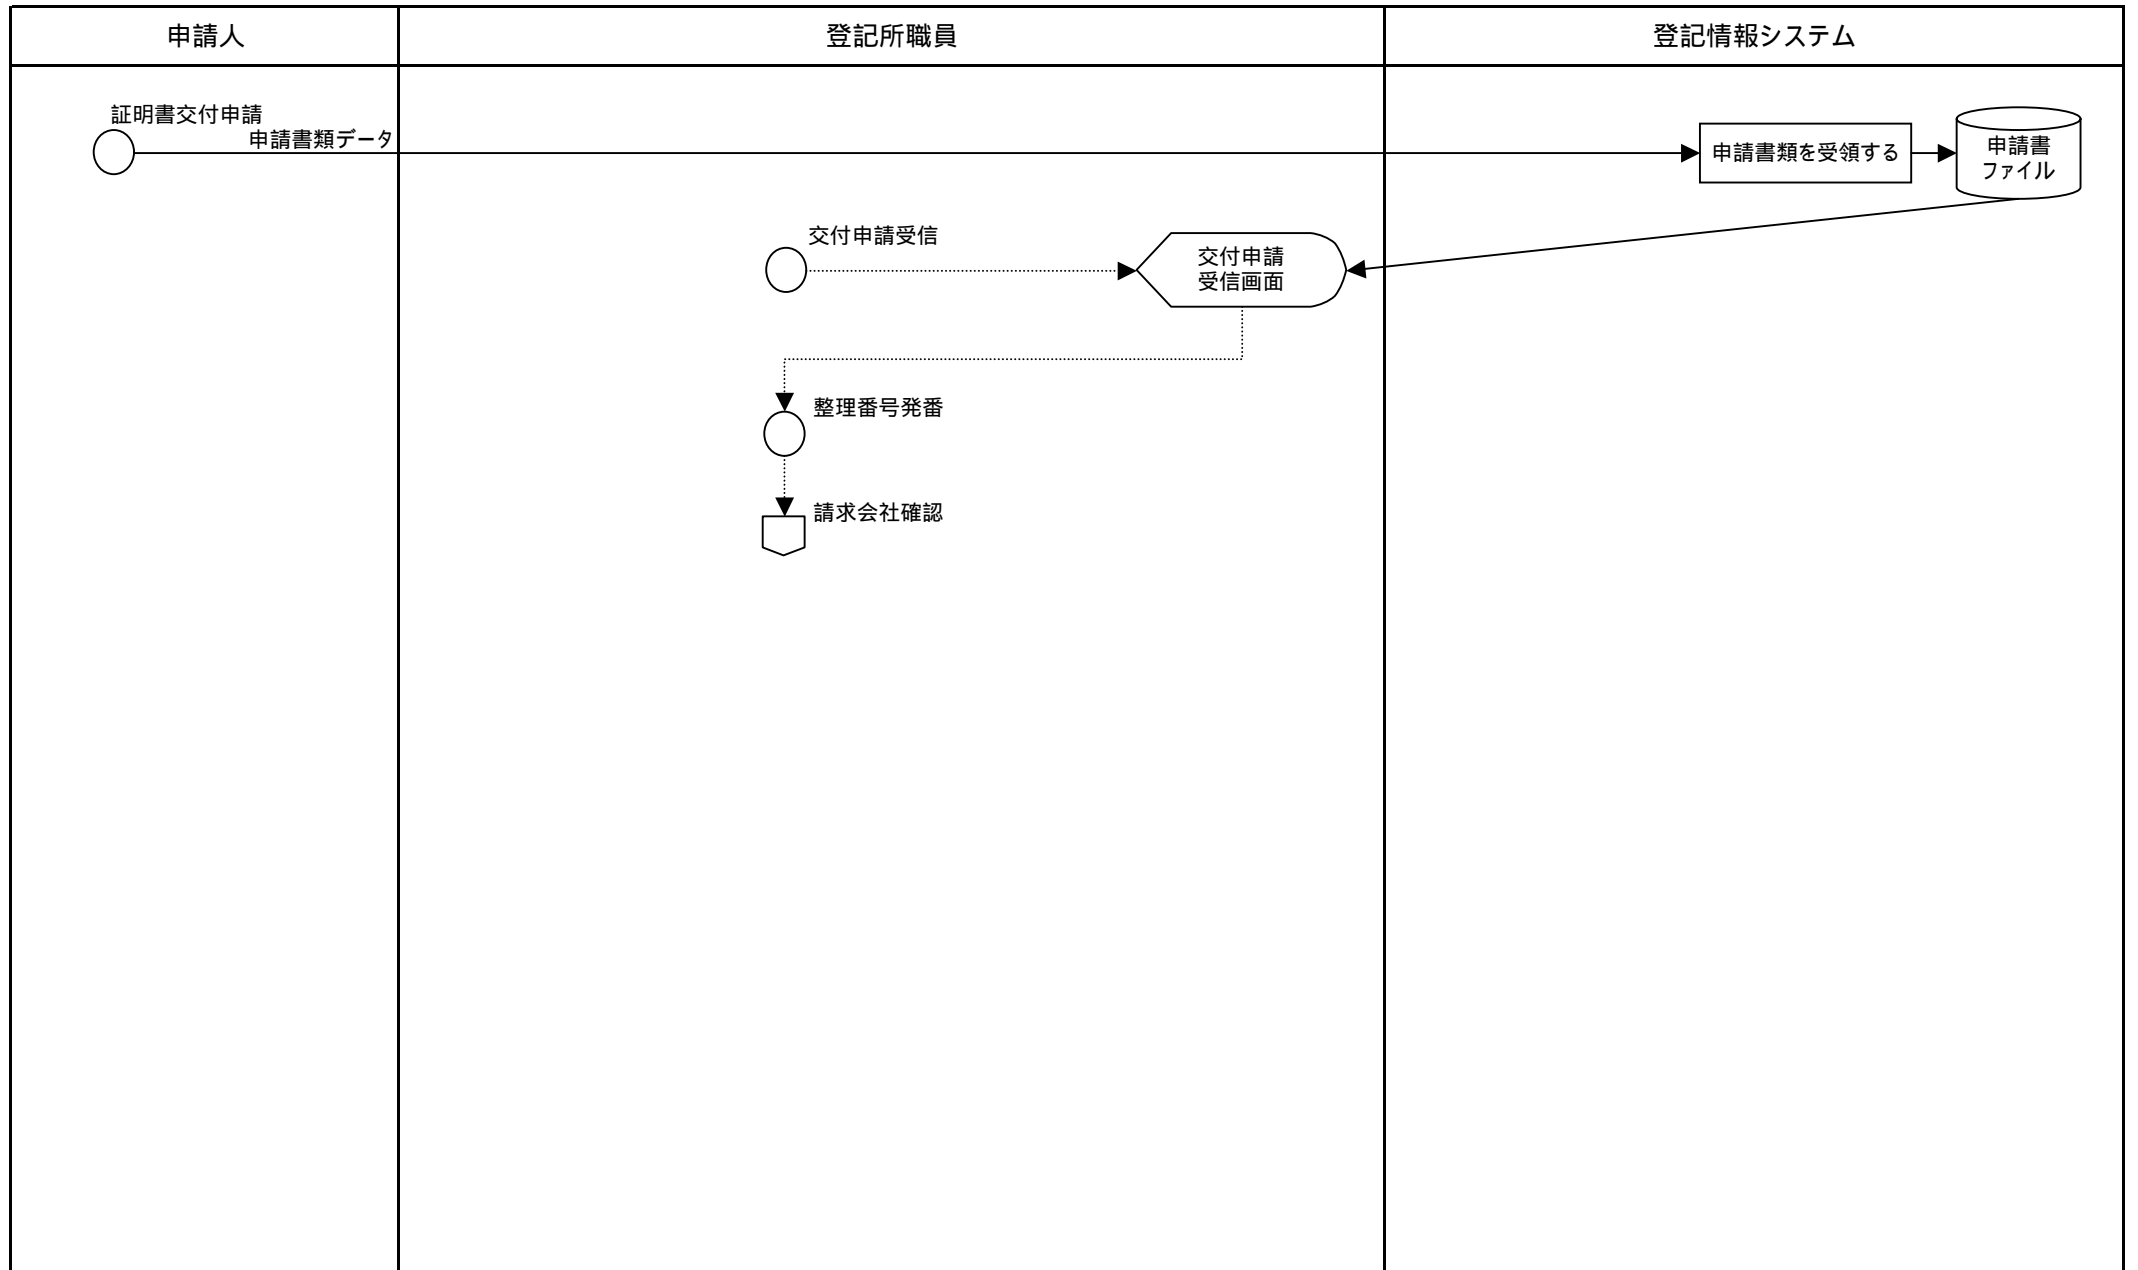 申請人
登記所職員
登記情報システム
証明書交付申請
申請書類データ
申請書類を受領する
申請書
ファイル
交付申請受信
交付申請
受信画面
整理番号発番
請求会社確認